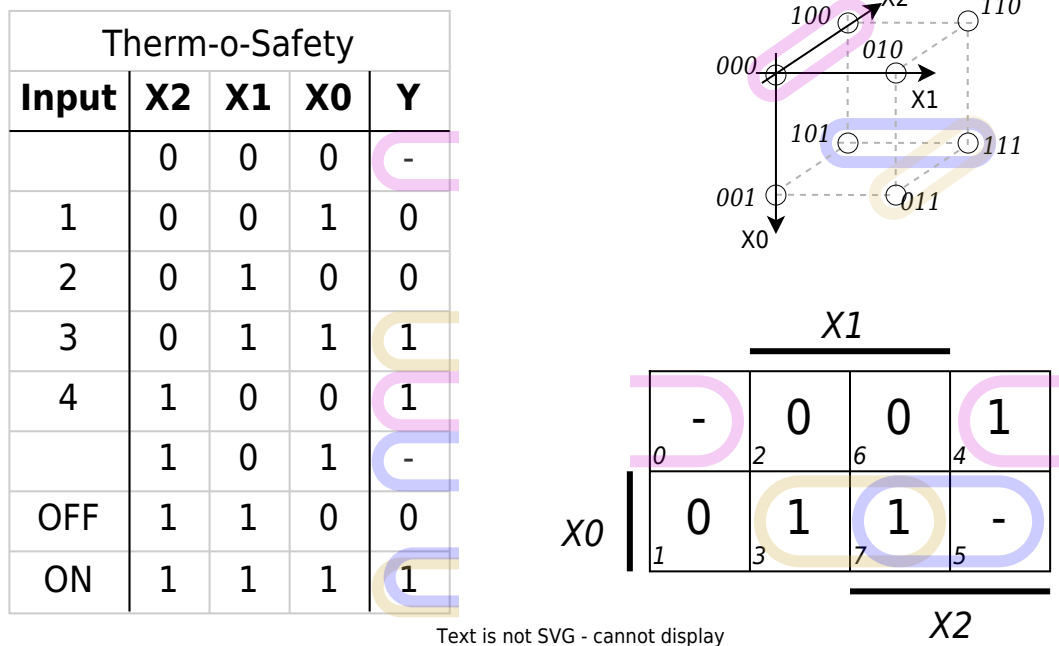 Therm-o-Safety
Input X2 X1 X0 Y
0 0 0 -
1 0 0 1 0
2 0 1 0 0
3 0 1 1 1
4 1 0 0 1
1 0 1 -
OFF 1 1 0 0
ON 1 1 1 1
X2
100
110
000
010
X1
101
111
001
011
X0
X1
- 0 0 1
0 2 6 4
X0
0 1 1 -
1 3 7 5
X2
Text is not SVG - cannot display